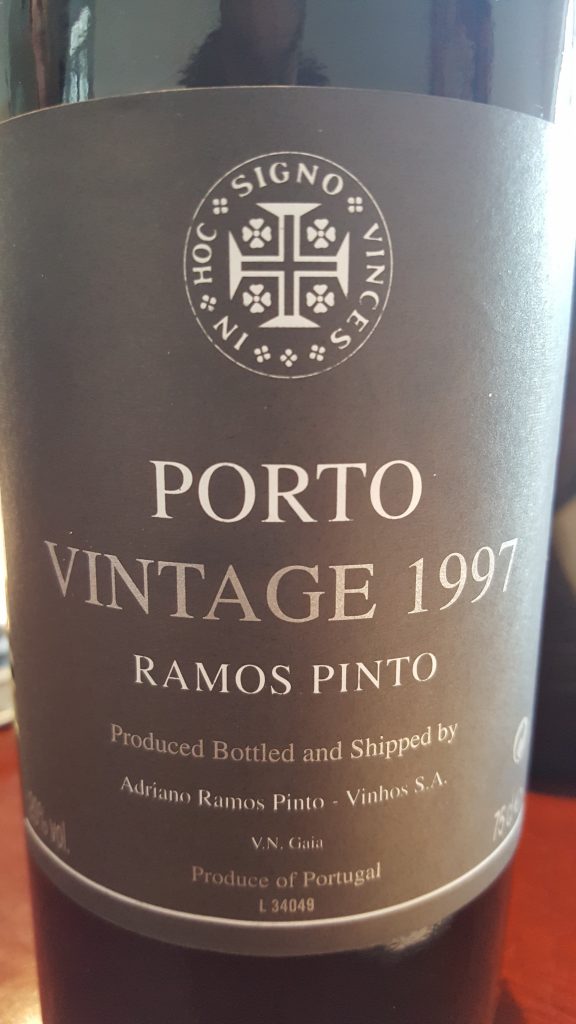 IN HOC SIGNO VINCES
PORTO
VINTAGE 1997
RAMOS PINTO
Produced Bottled and Shipped by
Adriano Ramos Pinto - Vinhos S.A.
V.N. Gaia
vol.
Produce of Portugal
L 34049